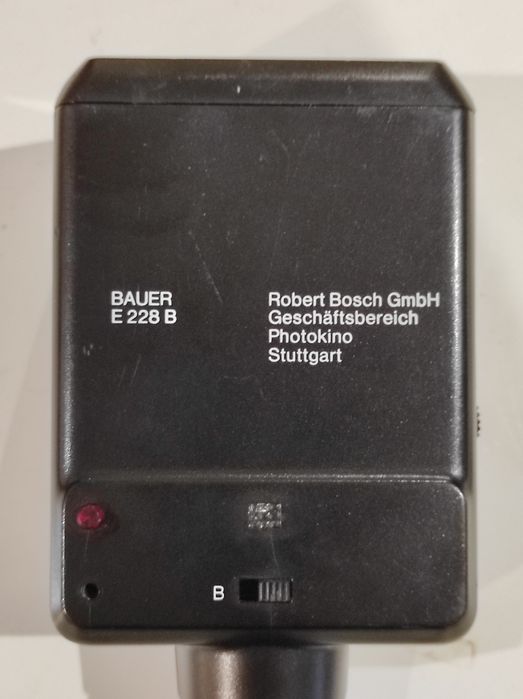 BAUER
E 228 B
Robert Bosch GmbH
Geschäftsbereich
Photokino
Stuttgart
B